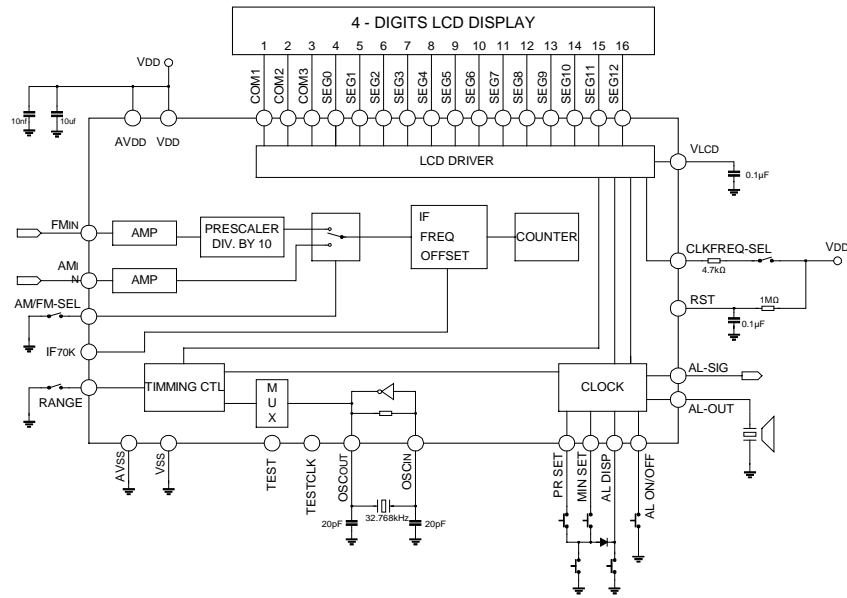 4 - DIGITS LCD DISPLAY
1 2 3 4 5 6 7 8 9 10 11 12 13 14 15 16
COM1 COM2 COM3 SEG0 SEG1 SEG2 SEG3 SEG4 SEG5 SEG6 SEG7 SEG8 SEG9 SEG10 SEG11 SEG12
VDD
10nf
10uf
AVDD
VDD
LCD DRIVER
VLCD
0.1µF
FMIN
AMP
PRESCALER
DIV. BY 10
IF
FREQ
OFFSET
COUNTER
AMI
N
AMP
CLKFREQ-SEL
4.7kΩ
VDD
AM/FM-SEL
RST
1MΩ
0.1µF
IF70K
RANGE
TIMMING CTL
M
U
X
CLOCK
AL-SIG
AL-OUT
AVSS
VSS
TEST
TESTCLK
OSCOUT
OSCIN
PR SET
MIN SET
AL DISP
AL ON/OFF
20pF
32.768kHz
20pF